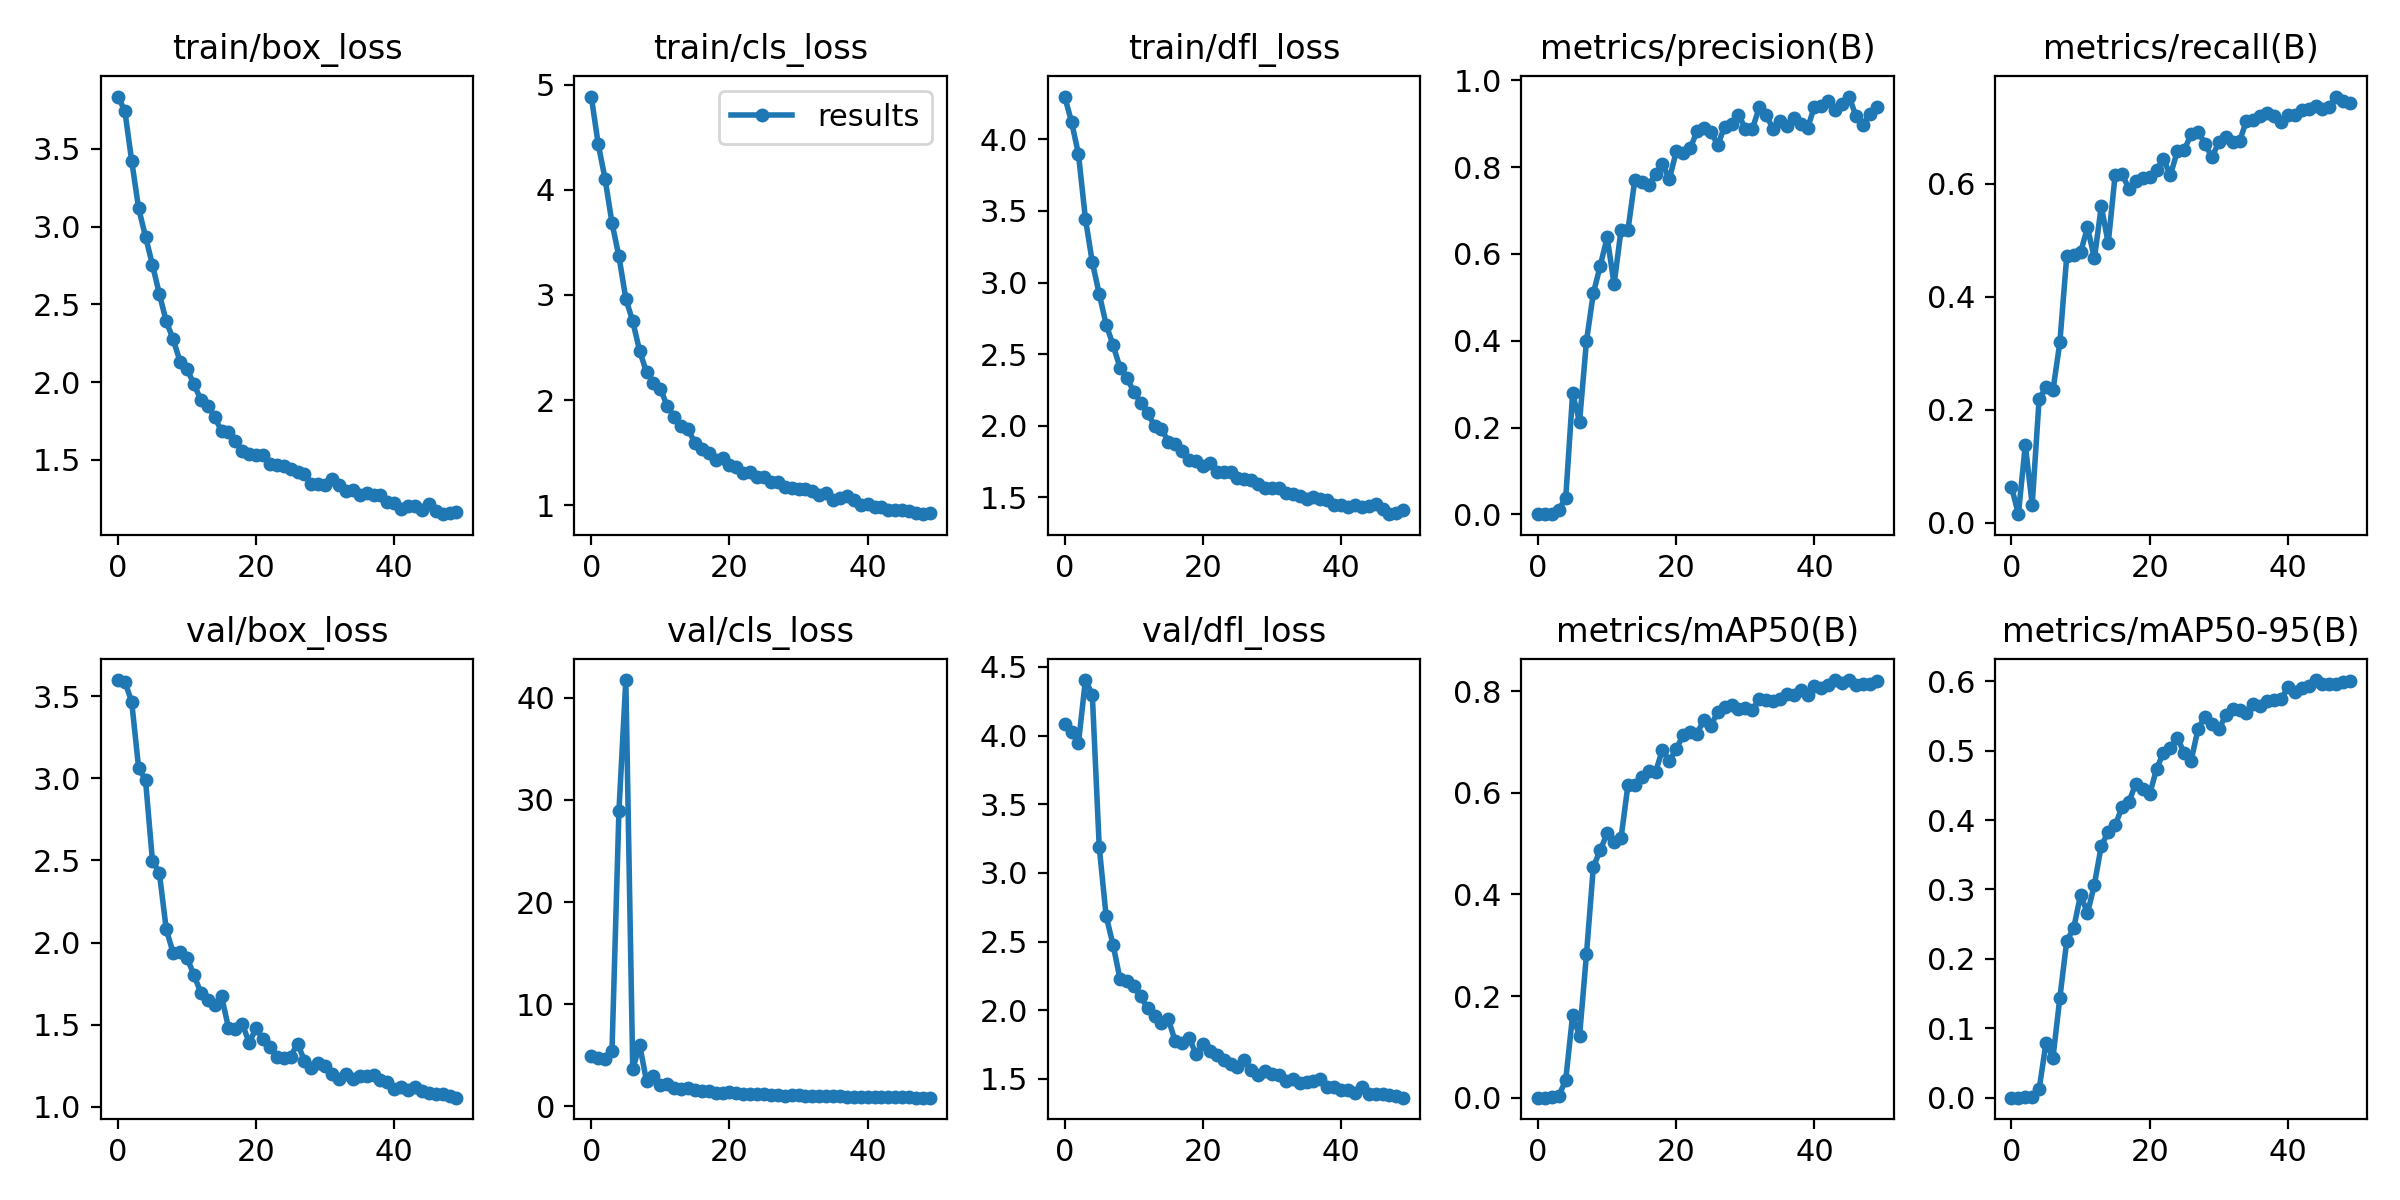 train/box_loss
3.5
3.0
2.5
2.0
1.5
0 20 40
train/cls_loss
results
5
4
3
2
1
0 20 40
train/dfl_loss
4.0
3.5
3.0
2.5
2.0
1.5
0 20 40
metrics/precision(B)
1.0
0.8
0.6
0.4
0.2
0.0
0 20 40
metrics/recall(B)
0.6
0.4
0.2
0.0
0 20 40
val/box_loss
3.5
3.0
2.5
2.0
1.5
1.0
0 20 40
val/cls_loss
40
30
20
10
0
0 20 40
val/dfl_loss
4.5
4.0
3.5
3.0
2.5
2.0
1.5
0 20 40
metrics/mAP50(B)
0.8
0.6
0.4
0.2
0.0
0 20 40
metrics/mAP50-95(B)
0.6
0.5
0.4
0.3
0.2
0.1
0.0
0 20 40